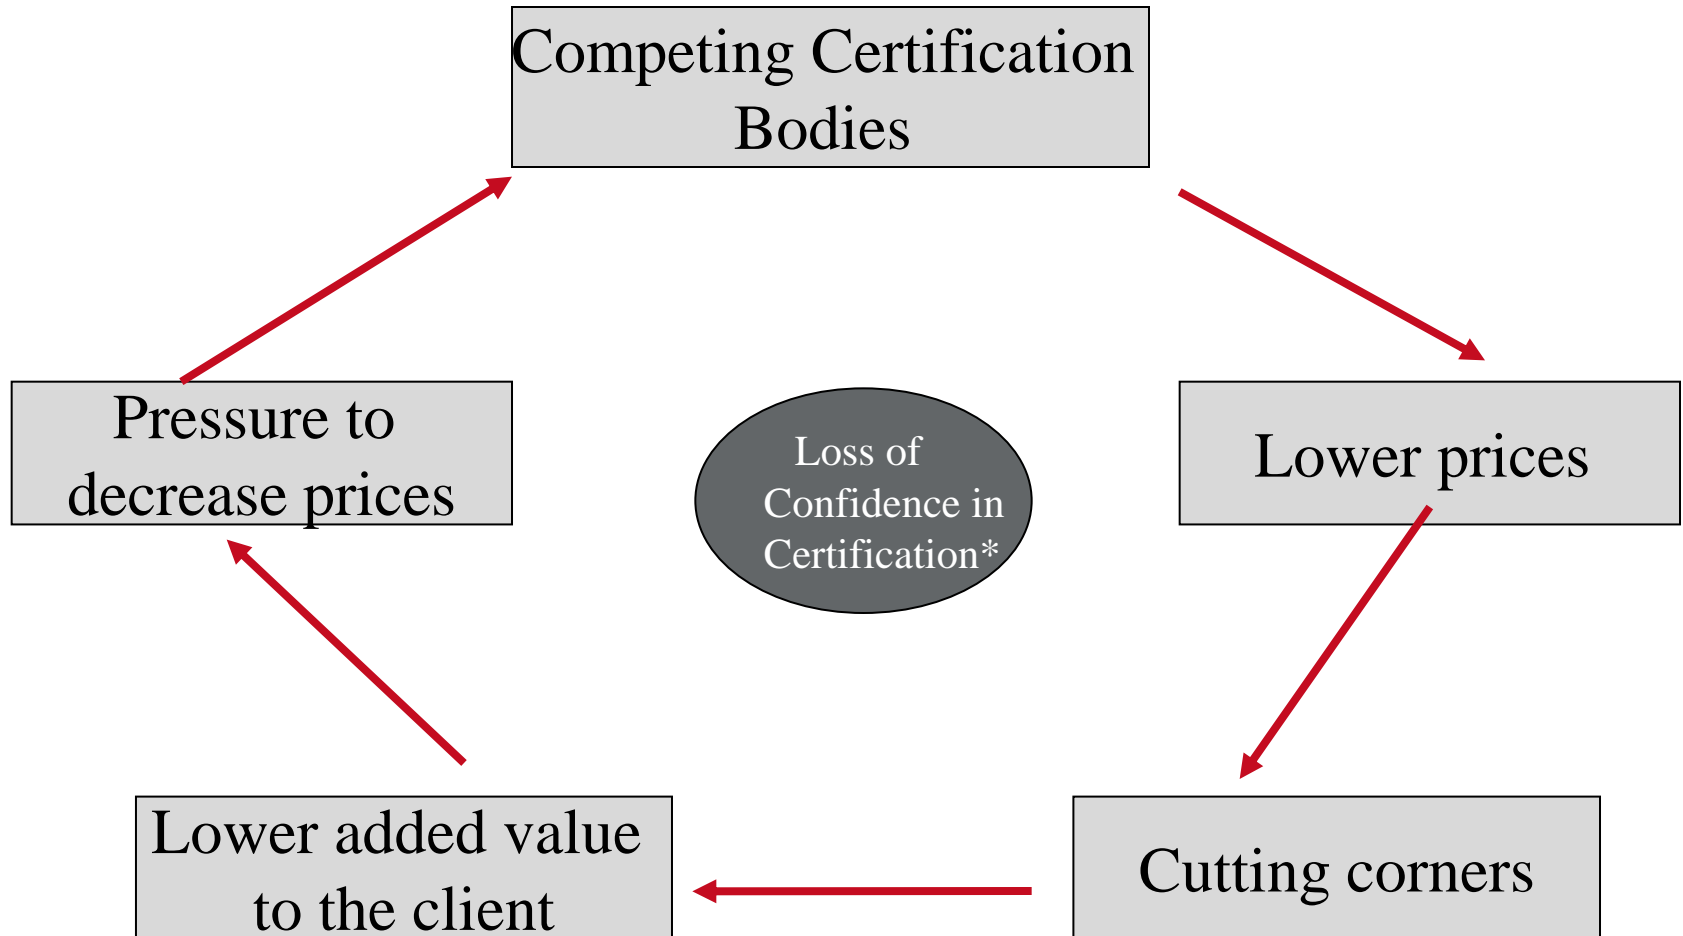 Competing Certification
Bodies
Pressure to
decrease prices
Loss of
Confidence in
Certification*
Lower prices
Lower added value
to the client
Cutting corners